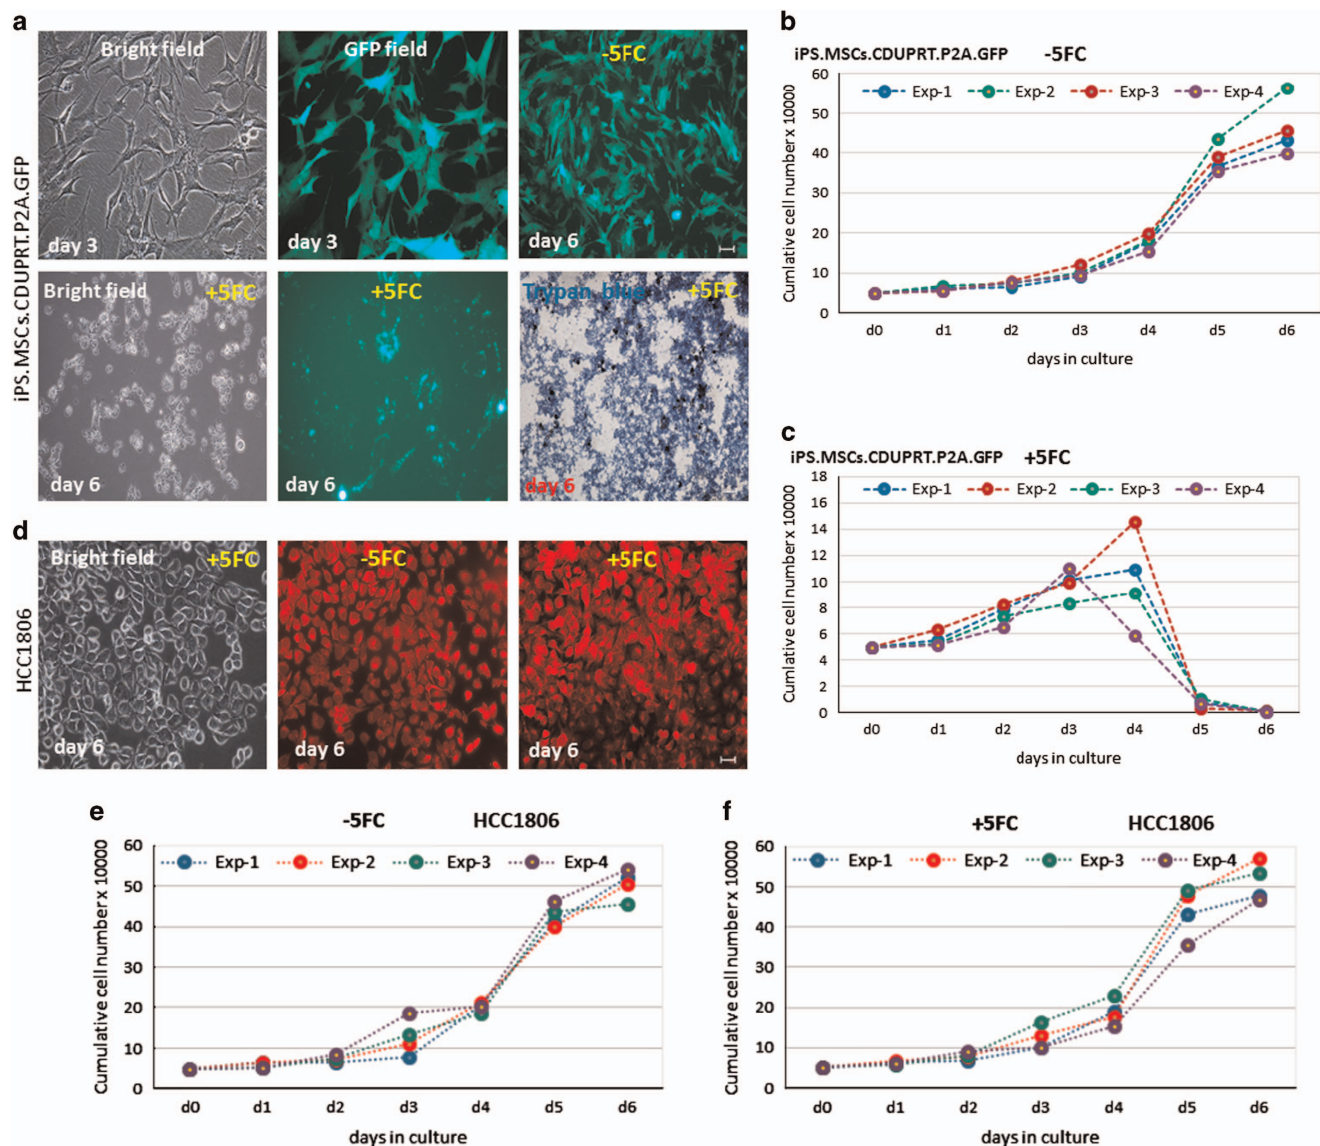 a
iPS.MSCs.CDUPRT.P2A.GFP
Bright field
day 3
GFP field
day 3
-5FC
day 6
Bright field +5FC
day 6
+5FC
day 6
Trypan blue +5FC
day 6
b
iPS.MSCs.CDUPRT.P2A.GFP -5FC
Cumulative cell number x 10000
60
50
40
30
20
10
0
Exp-1 Exp-2 Exp-3 Exp-4
d0 d1 d2 d3 d4 d5 d6
days in culture
c
iPS.MSCs.CDUPRT.P2A.GFP +5FC
Cumulative cell number x 10000
18
16
14
12
10
8
6
4
2
0
Exp-1 Exp-2 Exp-3 Exp-4
d0 d1 d2 d3 d4 d5 d6
days in culture
d
HCC1806
Bright field +5FC
day 6
-5FC
day 6
+5FC
day 6
e
-5FC HCC1806
Cumulative cell number x 10000
60
50
40
30
20
10
0
Exp-1 Exp-2 Exp-3 Exp-4
d0 d1 d2 d3 d4 d5 d6
days in culture
f
+5FC HCC1806
Cumulative cell number x 10000
60
50
40
30
20
10
0
Exp-1 Exp-2 Exp-3 Exp-4
d0 d1 d2 d3 d4 d5 d6
days in culture